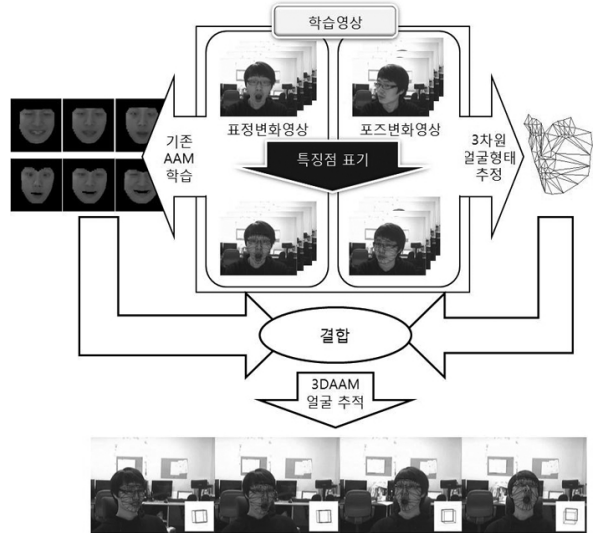 학습영상
표정변화영상
포즈변화영상
기존
AAM
학습
특징점 표기
3차원
얼굴형태
추정
결합
3DAAM
얼굴 추적